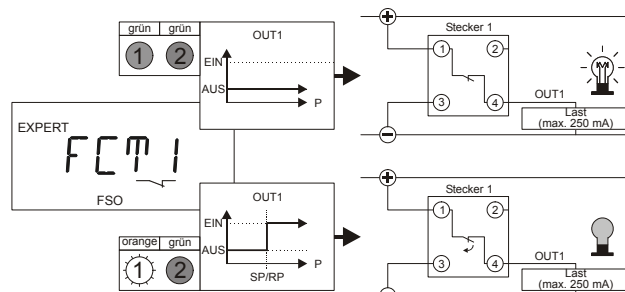 grün grün
1 2
OUT1
EIN
AUS
P
+
Stecker 1
1 2
3 4
OUT1
Last
(max. 250 mA)
−
EXPERT
FCM1
FSO
OUT1
EIN
AUS
P
SP/RP
orange grün
1 2
+
Stecker 1
1 2
3 4
OUT1
Last
(max. 250 mA)